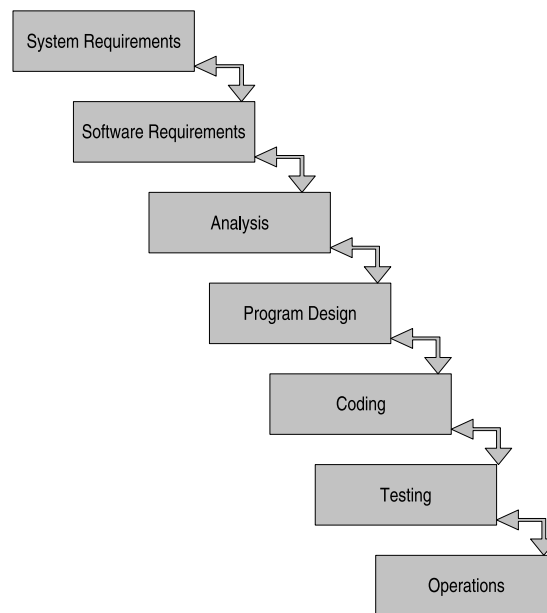 System Requirements
Software Requirements
Analysis
Program Design
Coding
Testing
Operations